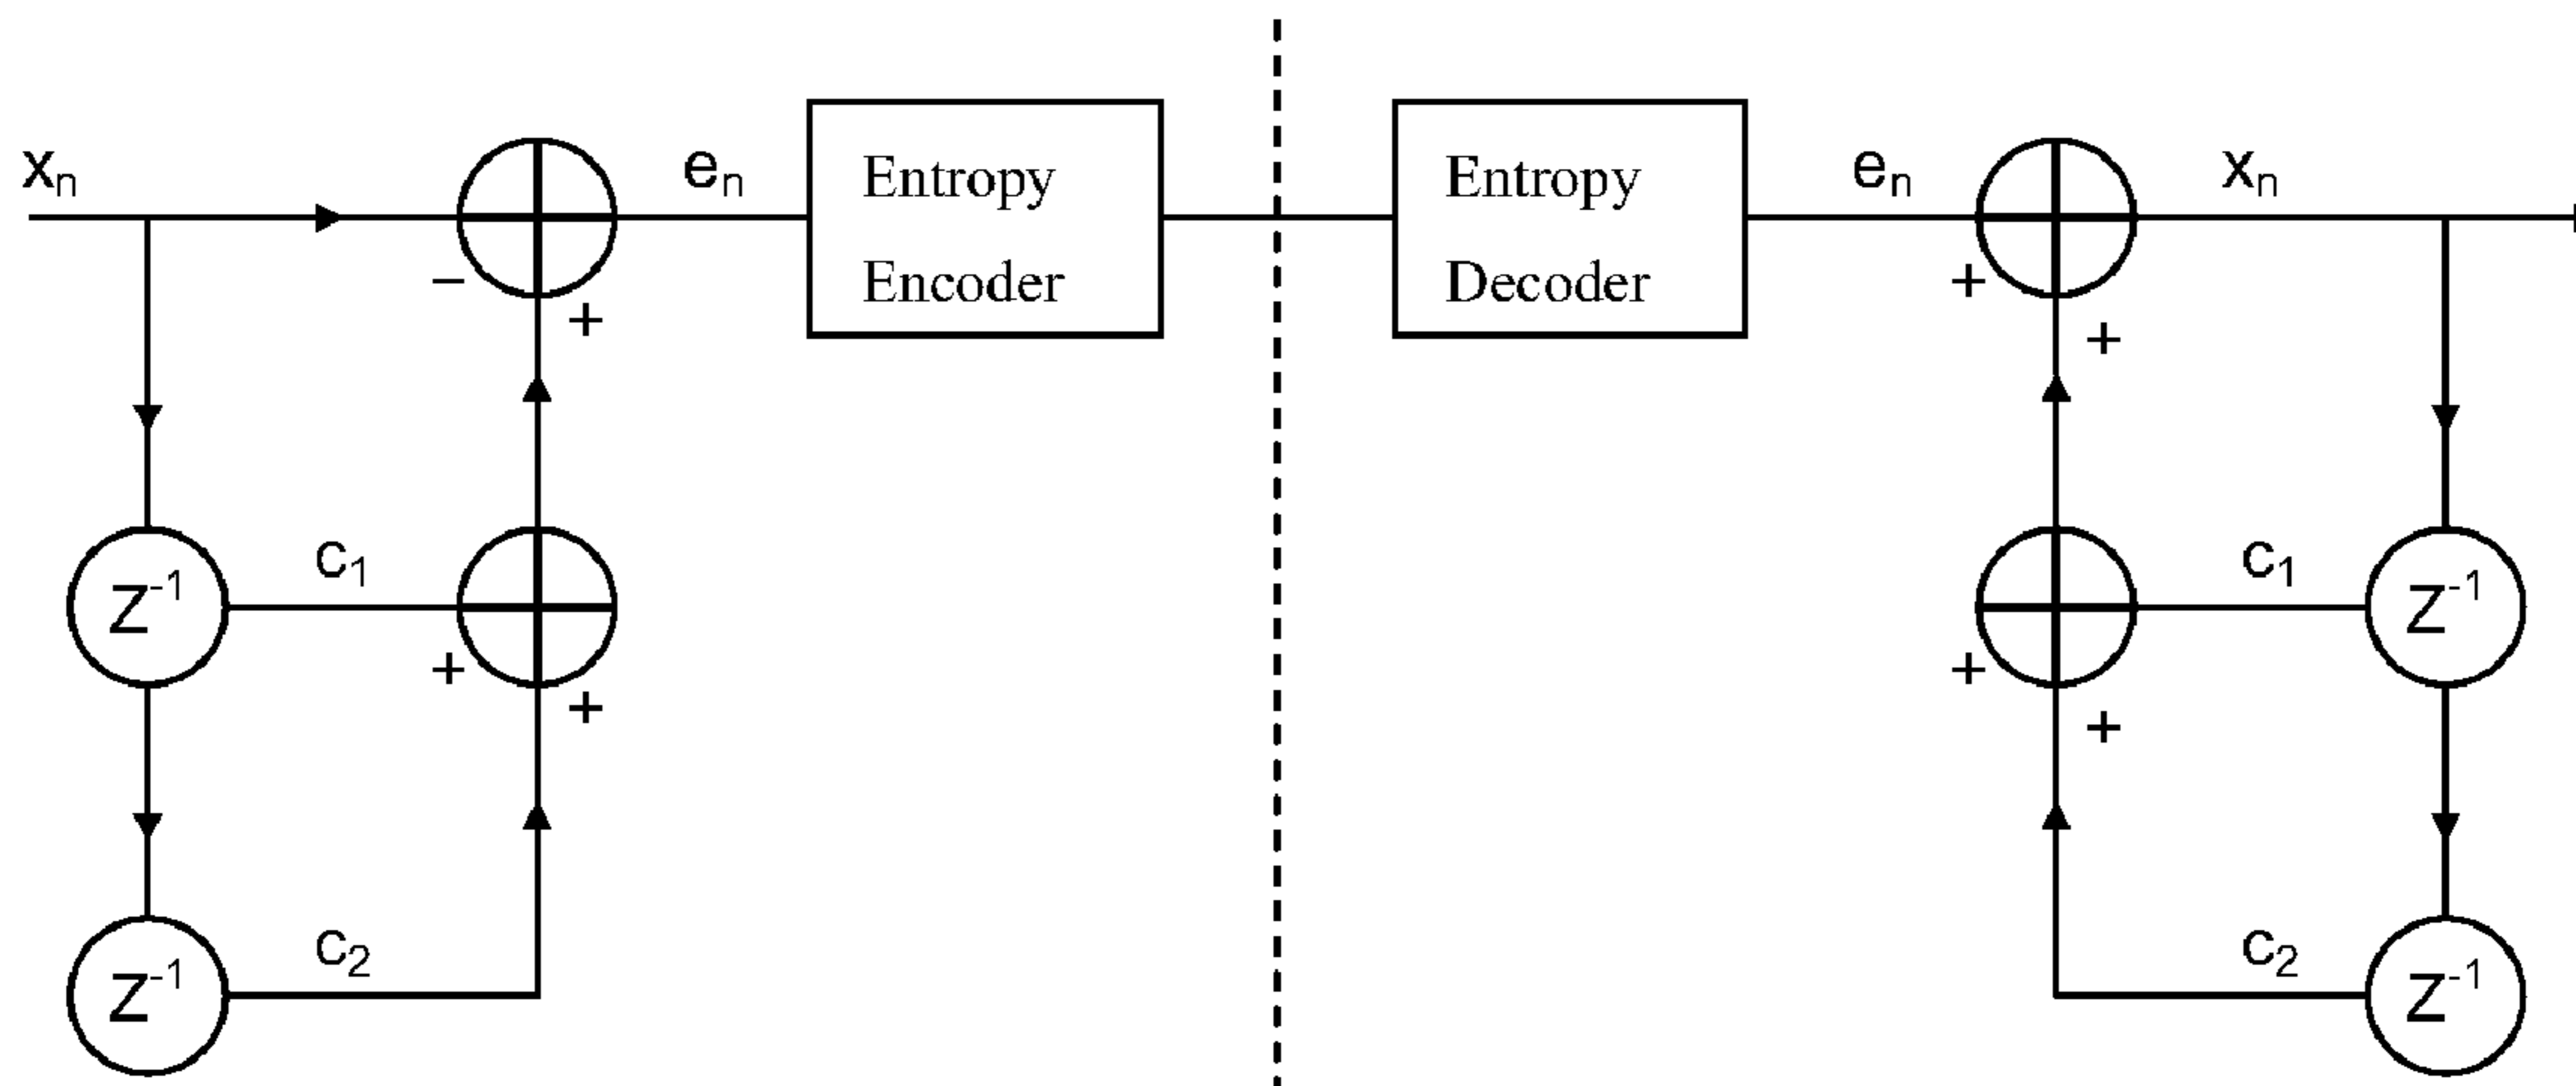 xₙ
eₙ
Entropy
Encoder
Entropy
Decoder
eₙ
xₙ
−
+
+
+
Z⁻¹
c₁
+
+
c₁
Z⁻¹
+
+
Z⁻¹
c₂
c₂
Z⁻¹